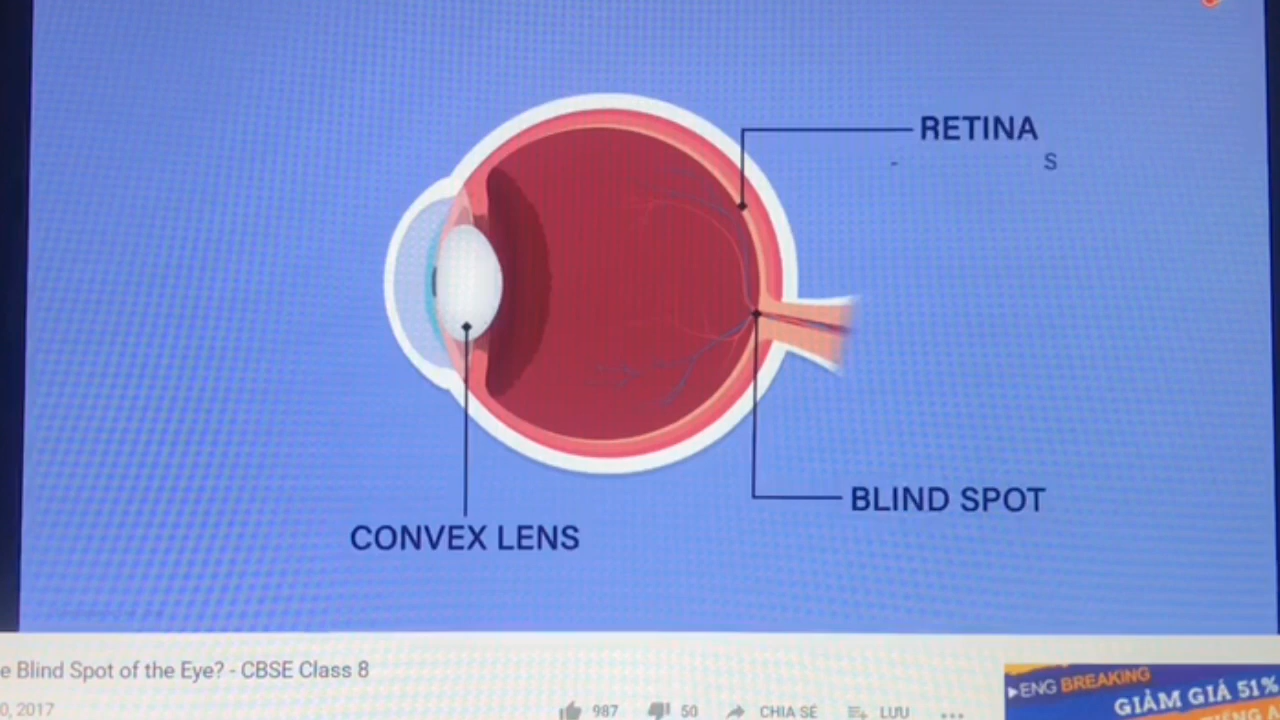 RETINA
S
BLIND SPOT
CONVEX LENS
e Blind Spot of the Eye? - CBSE Class 8
0, 2017
987
50
CHIA SẺ
LƯU
ENG BREAKING
GIẢM GIÁ 51%